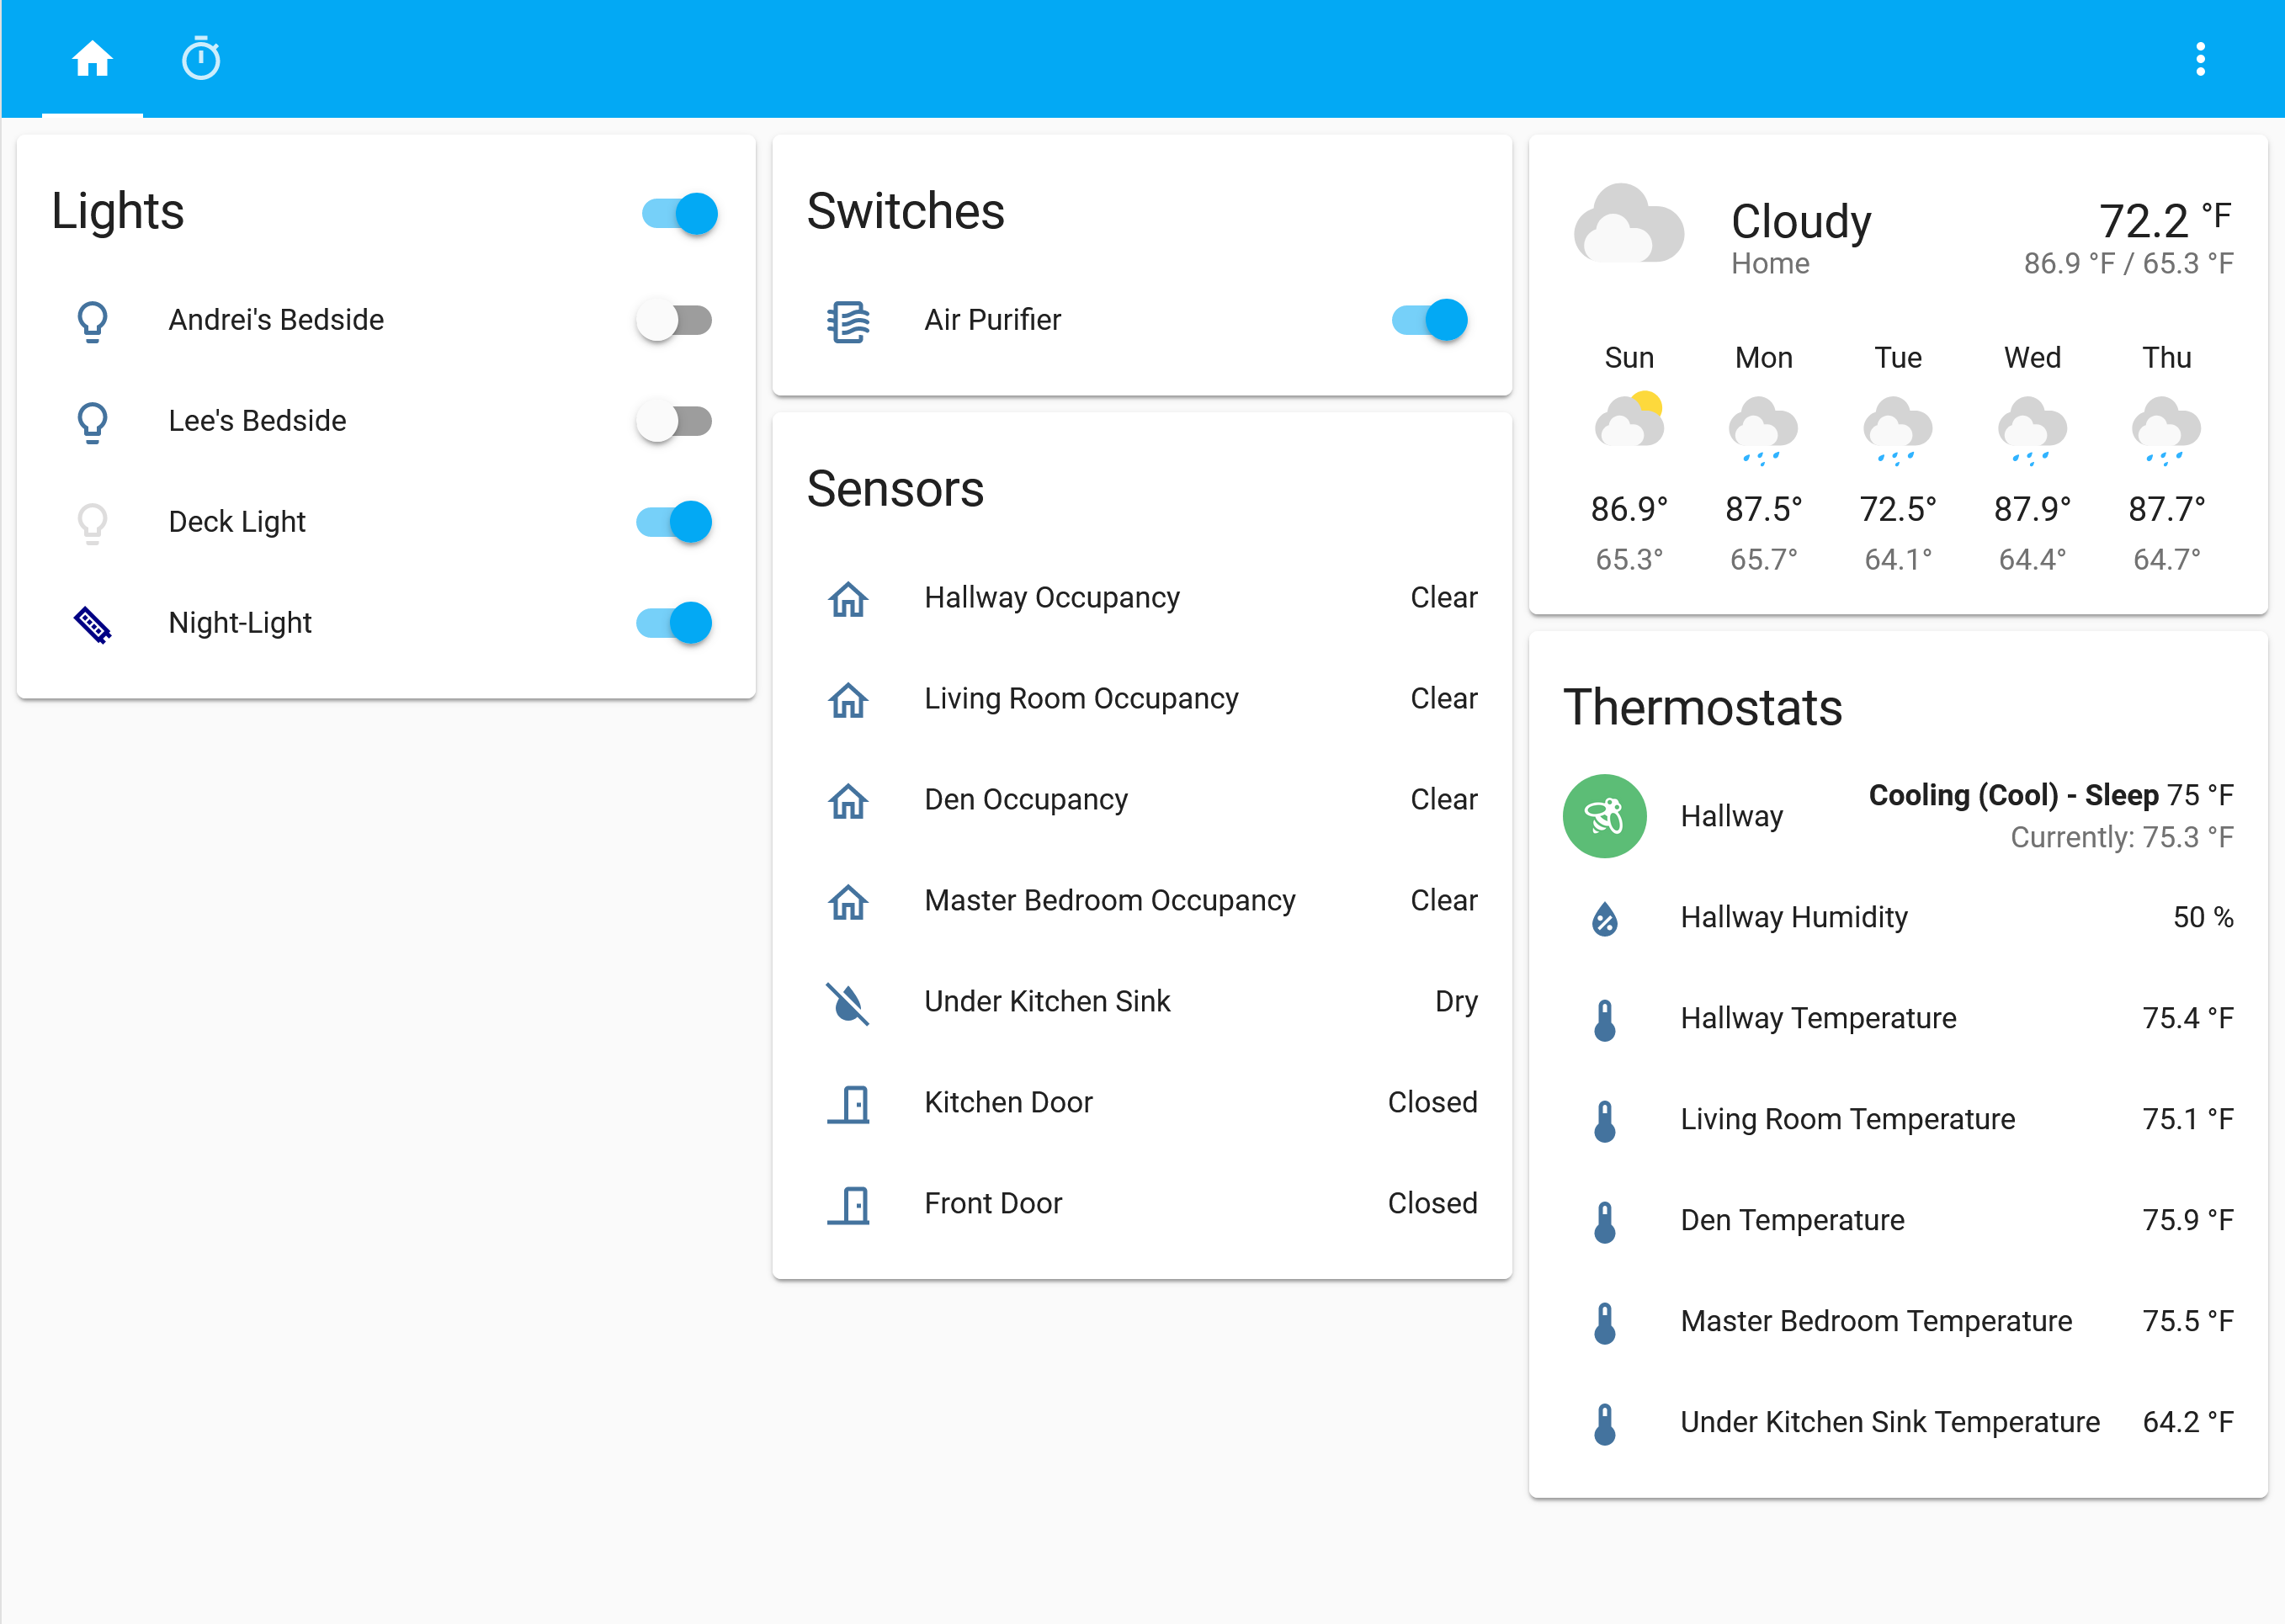 Lights
Andrei's Bedside
Lee's Bedside
Deck Light
Night-Light
Switches
Air Purifier
Sensors
Hallway Occupancy Clear
Living Room Occupancy Clear
Den Occupancy Clear
Master Bedroom Occupancy Clear
Under Kitchen Sink Dry
Kitchen Door Closed
Front Door Closed
Cloudy 72.2 °F
Home 86.9 °F / 65.3 °F
Sun Mon Tue Wed Thu
86.9° 87.5° 72.5° 87.9° 87.7°
65.3° 65.7° 64.1° 64.4° 64.7°
Thermostats
Hallway Cooling (Cool) - Sleep 75 °F
Currently: 75.3 °F
Hallway Humidity 50 %
Hallway Temperature 75.4 °F
Living Room Temperature 75.1 °F
Den Temperature 75.9 °F
Master Bedroom Temperature 75.5 °F
Under Kitchen Sink Temperature 64.2 °F